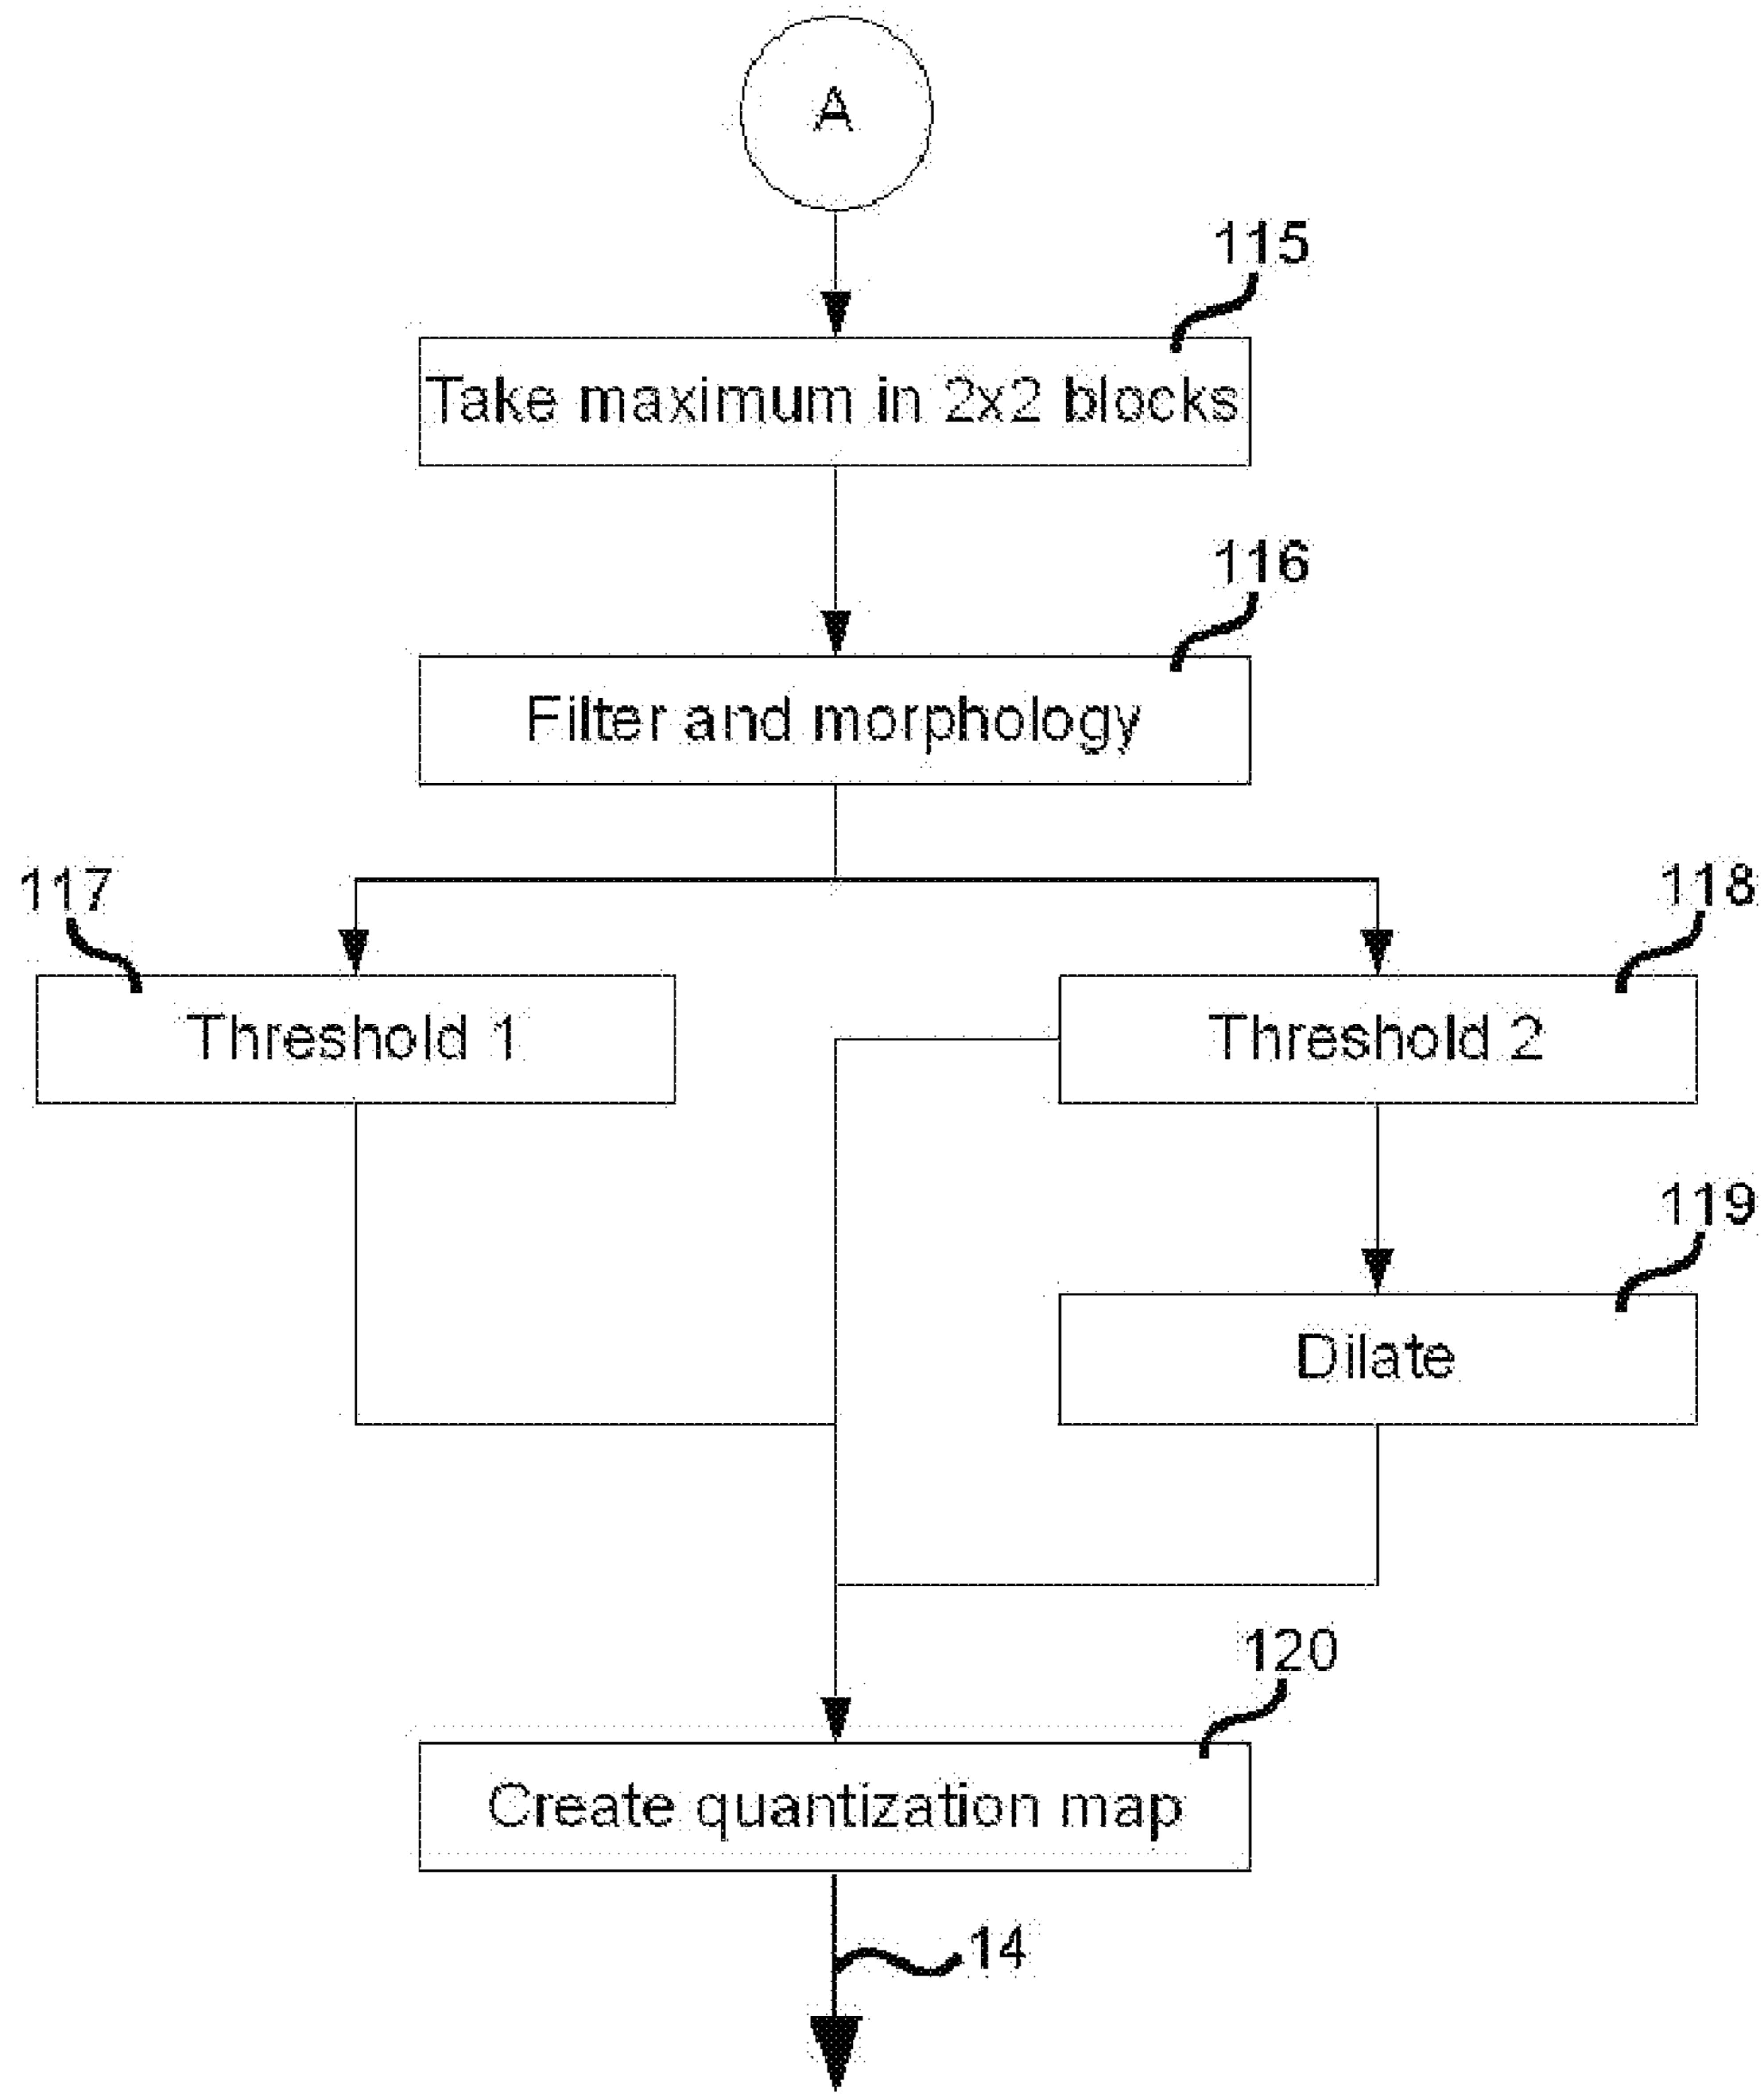 A
115
Take maximum in 2x2 blocks
116
Filter and morphology
117
118
Threshold 1
Threshold 2
119
Dilate
120
Create quantization map
14